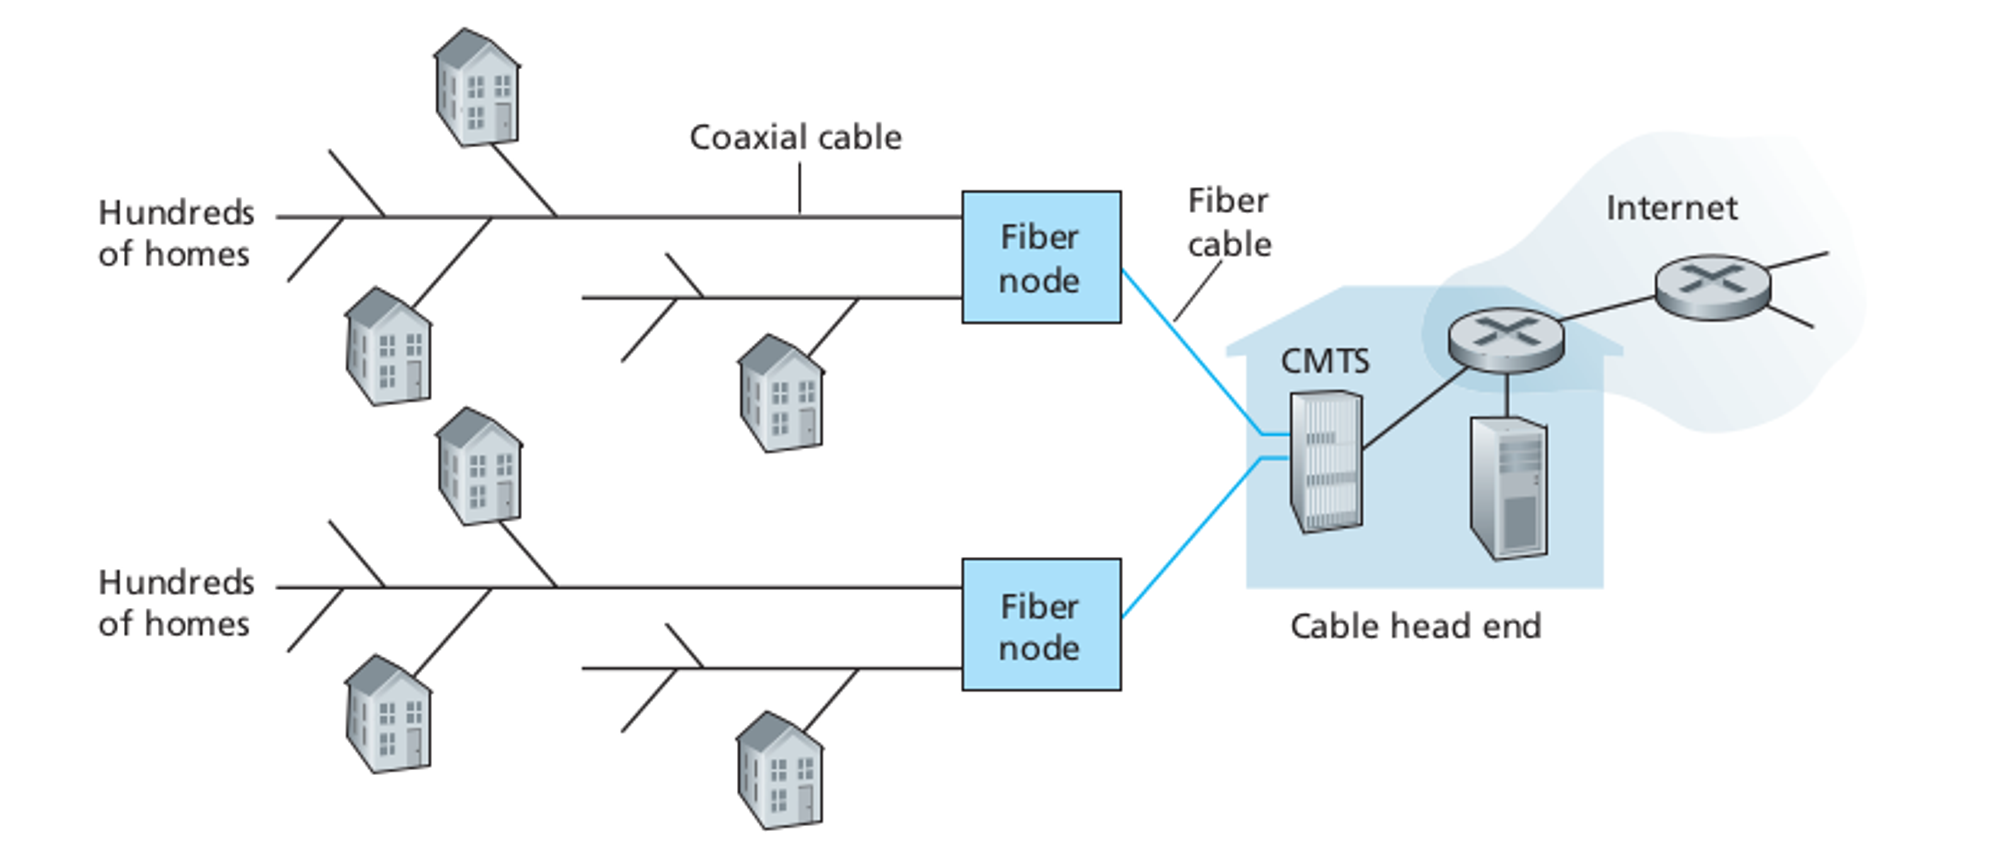 Coaxial cable
Hundreds
of homes
Fiber
node
Fiber
cable
Internet
CMTS
Hundreds
of homes
Fiber
node
Cable head end